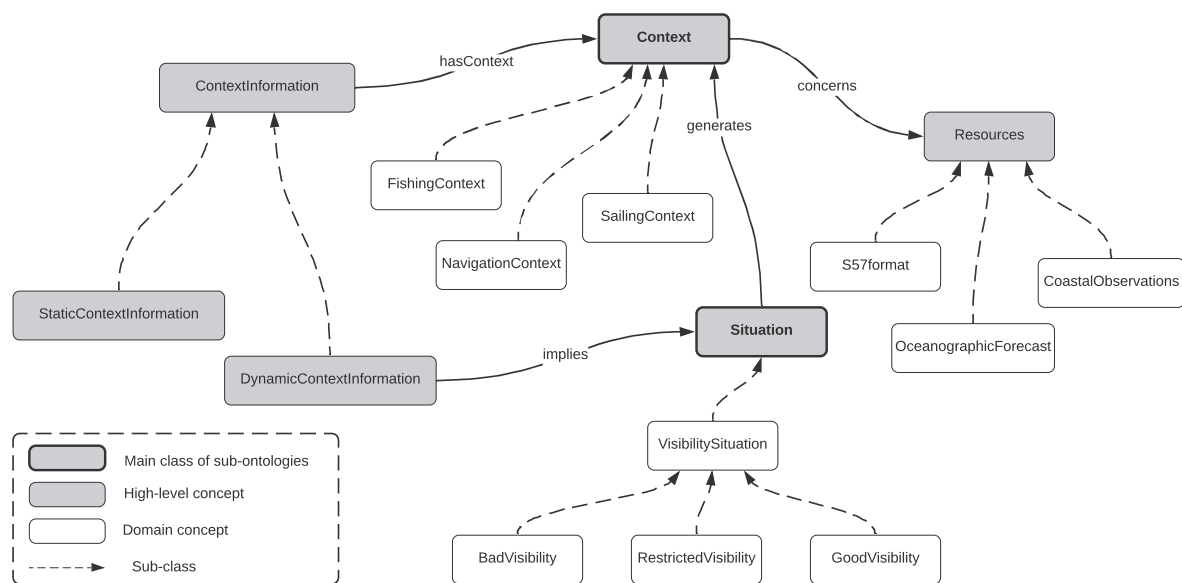 Context
hasContext
ContextInformation
concerns
generates
Resources
FishingContext
SailingContext
NavigationContext
S57format
CoastalObservations
StaticContextInformation
Situation
OceanographicForecast
implies
DynamicContextInformation
VisibilitySituation
Main class of sub-ontologies
High-level concept
Domain concept
BadVisibility
RestrictedVisibility
GoodVisibility
Sub-class